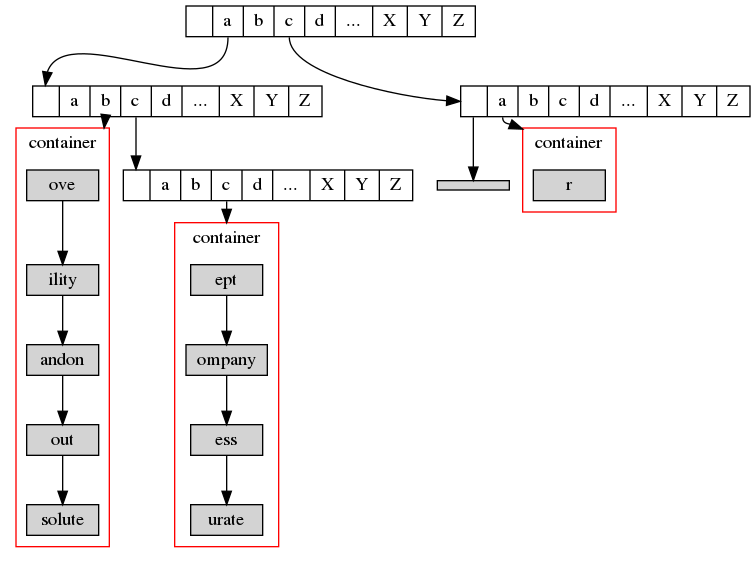 a b c d ... X Y Z
a b c d ... X Y Z
a b c d ... X Y Z
container
ove
ility
andon
out
solute
a b c d ... X Y Z
container
ept
ompany
ess
urate
container
r